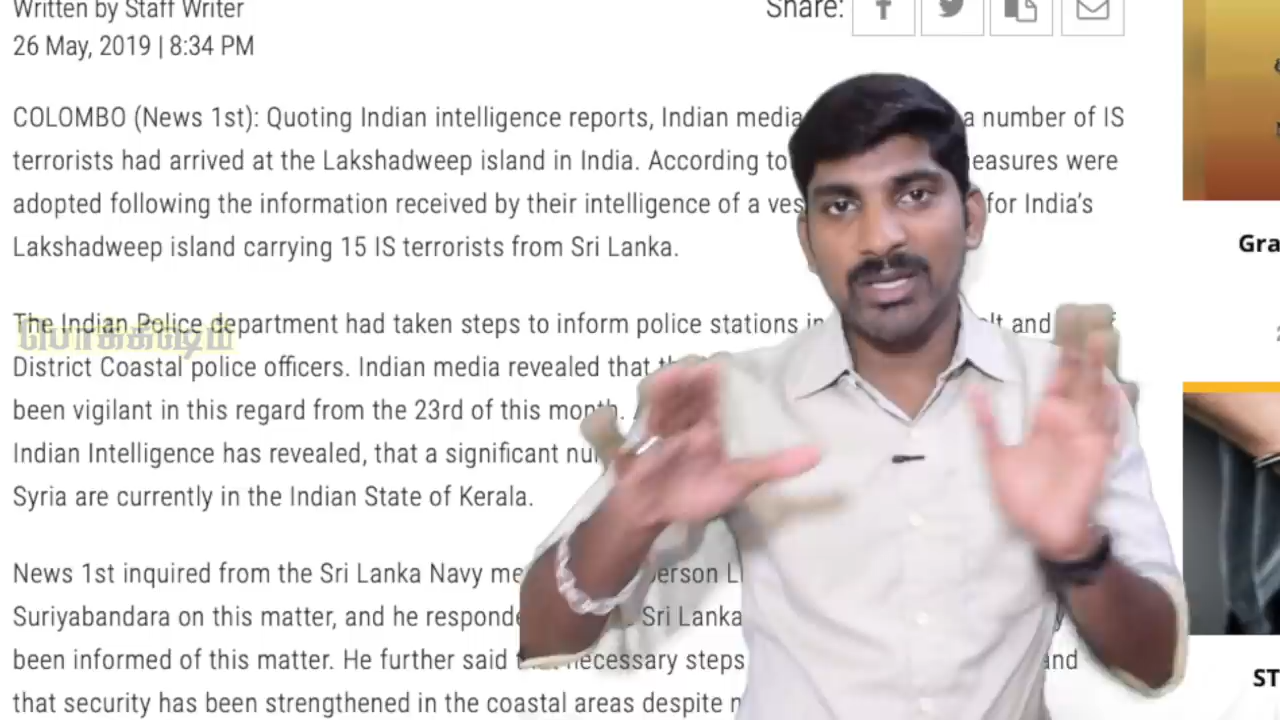 Written by Staff Writer
Share:
26 May, 2019 | 8:34 PM
COLOMBO (News 1st): Quoting Indian intelligence reports, Indian media a number of IS
terrorists had arrived at the Lakshadweep island in India. According to measures were
adopted following the information received by their intelligence of a for India's
Lakshadweep island carrying 15 IS terrorists from Sri Lanka.
The Indian Police department had taken steps to inform police stations in and
பொக்கிஷம்
District Coastal police officers. Indian media revealed that
been vigilant in this regard from the 23rd of this month.
Indian Intelligence has revealed, that a significant
Syria are currently in the Indian State of Kerala.
News 1st inquired from the Sri Lanka Navy
Suriyabandara on this matter, and he Sri Lanka
been informed of this matter. He further said necessary steps and
that security has been strengthened in the coastal areas despite
Gra
ST